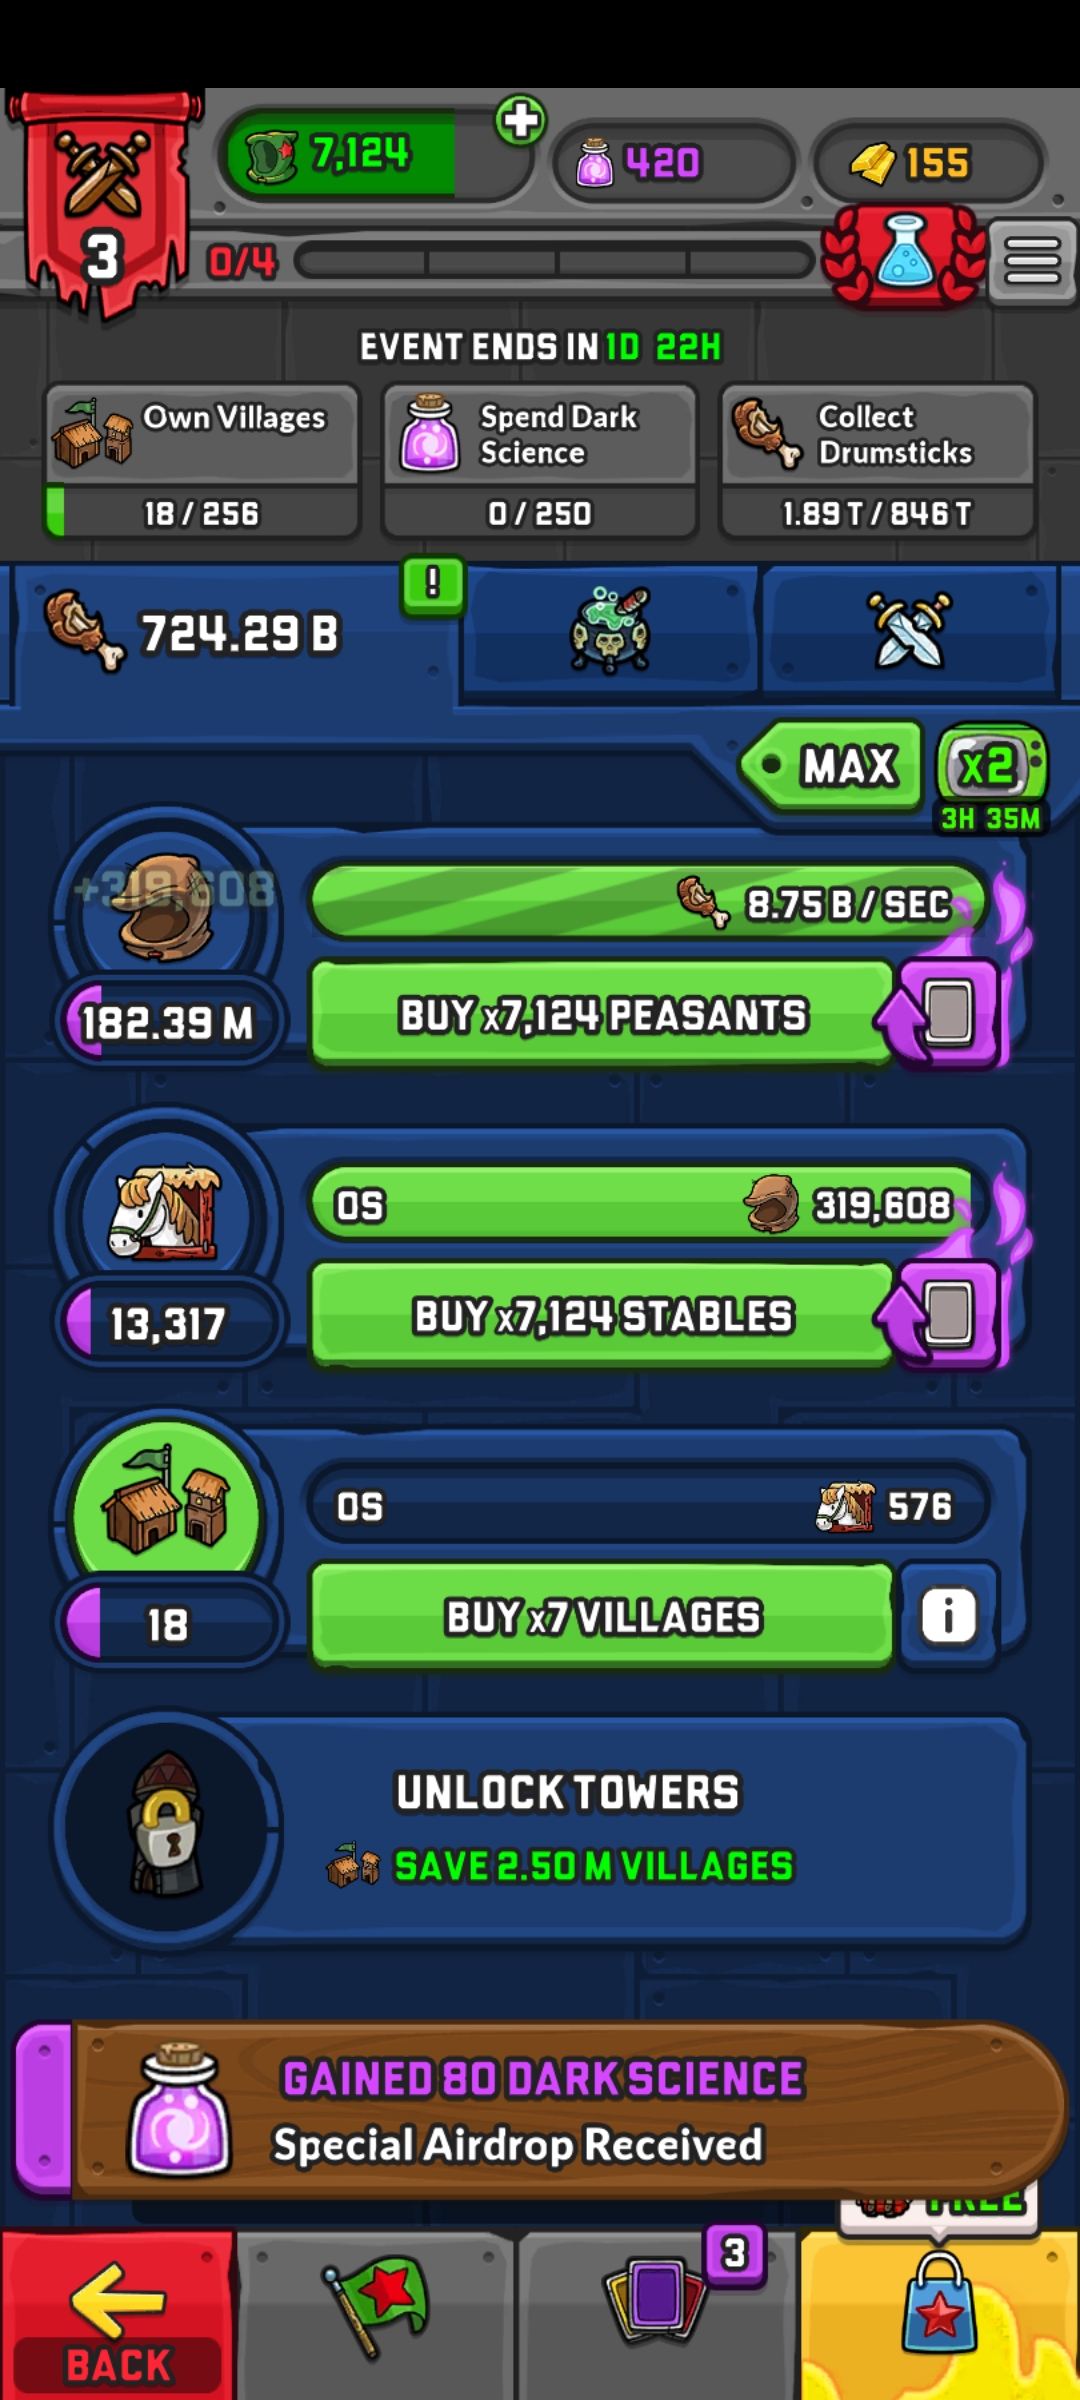 7,124
420
155
3
0/4
EVENT ENDS IN 1D 22H
Own Villages
18 / 256
Spend Dark
Science
0 / 250
Collect
Drumsticks
1.89 T / 846 T
724.29 B
!
MAX
x2
3H 35M
+319,608
8.75 B / SEC
182.39 M
BUY x7,124 PEASANTS
0S
319,608
13,317
BUY x7,124 STABLES
0S
576
18
BUY x7 VILLAGES
i
UNLOCK TOWERS
SAVE 2.50 M VILLAGES
GAINED 80 DARK SCIENCE
Special Airdrop Received
FREE
3
BACK